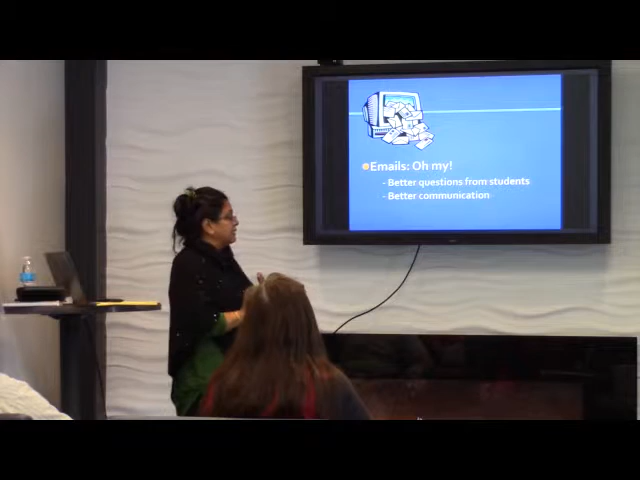 Emails: Oh my!
- Better questions from students
- Better communication